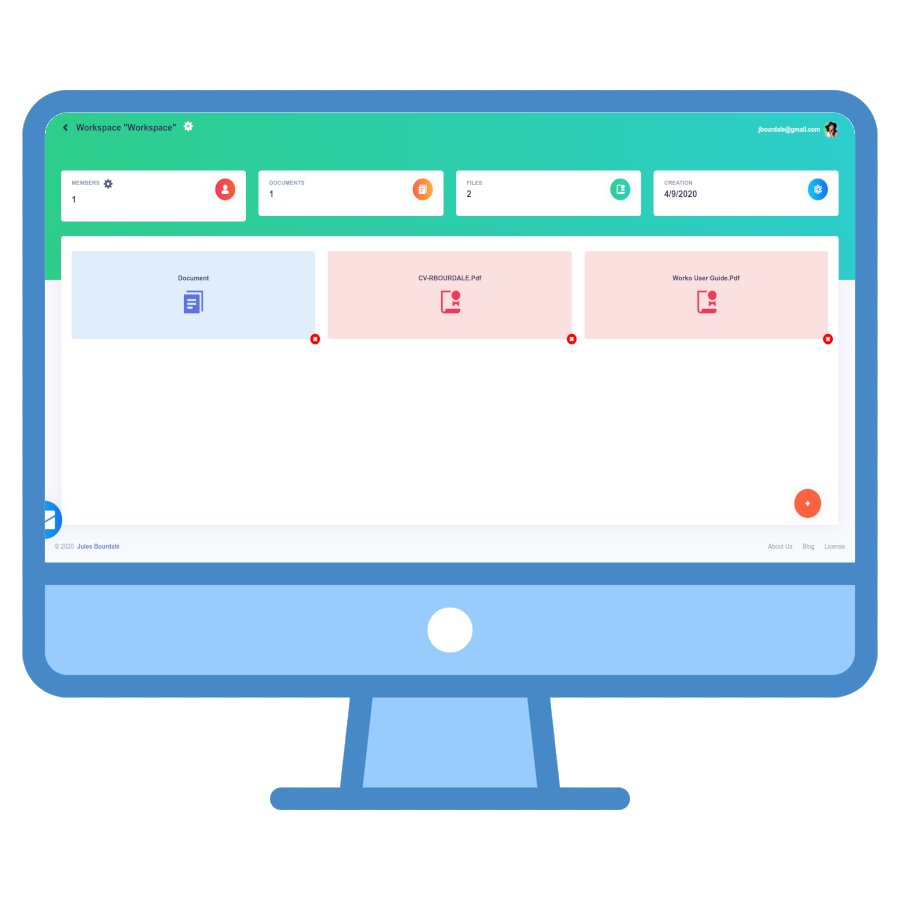 Workspace "Workspace"
jbourdale@gmail.com
MEMBERS
1
DOCUMENTS
1
FILES
2
CREATION
4/9/2020
Document
CV-RBOURDALE.Pdf
Worko User Guide.Pdf
© 2020 Jules Bourdalé
About Us
Blog
License